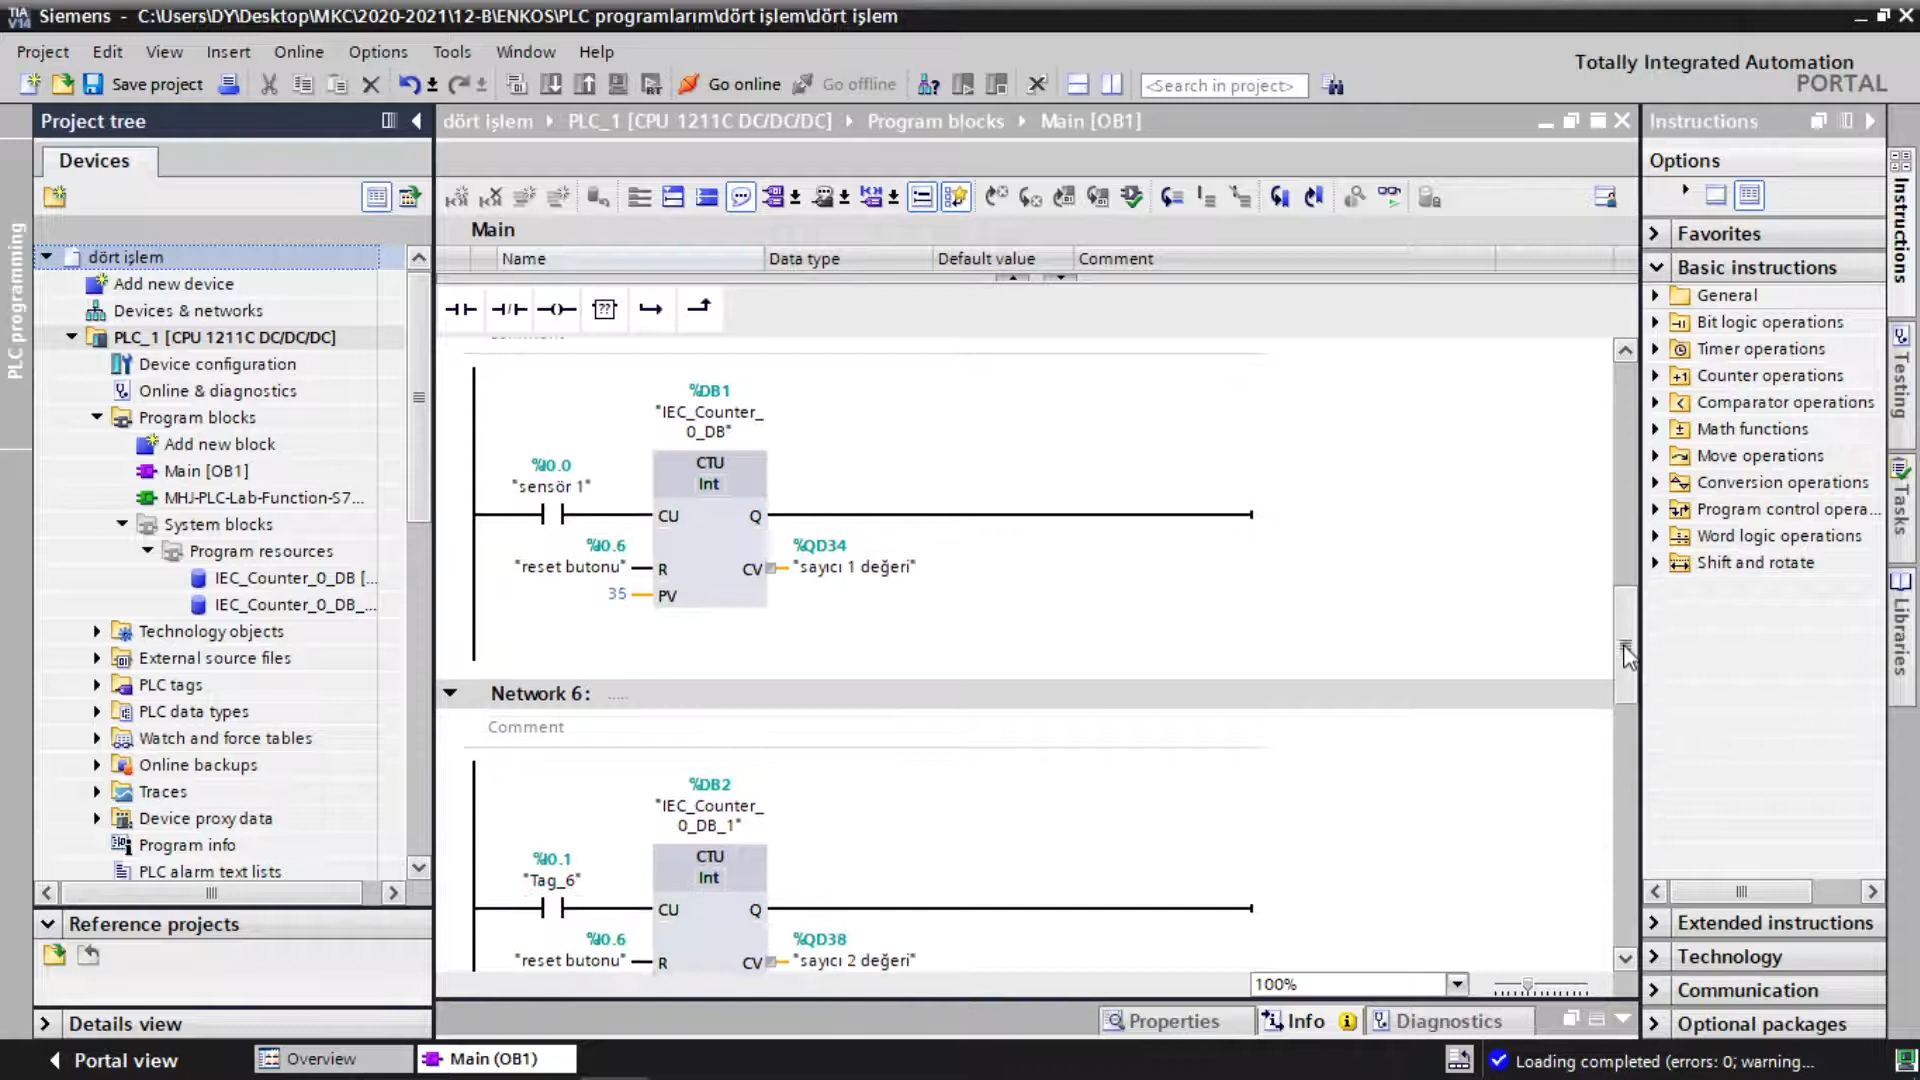 TIA V14 Siemens - C:\Users\DY\Desktop\MKC\2020-2021\12-B\ENKOS\PLC programlarım\dört işlem\dört işlem
Project Edit View Insert Online Options Tools Window Help
Totally Integrated Automation
PORTAL
Save project
Go online
Go offline
<Search in project>
PLC programming
Project tree
Devices
dört işlem
Add new device
Devices & networks
PLC_1 [CPU 1211C DC/DC/DC]
Device configuration
Online & diagnostics
Program blocks
Add new block
Main [OB1]
MHJ-PLC-Lab-Function-S7...
System blocks
Program resources
IEC_Counter_0_DB [...
IEC_Counter_0_DB_...
Technology objects
External source files
PLC tags
PLC data types
Watch and force tables
Online backups
Traces
Device proxy data
Program info
PLC alarm text lists
Reference projects
Details view
dört işlem PLC_1 [CPU 1211C DC/DC/DC] Program blocks Main [OB1]
Main
Name Data type Default value Comment
??
%DB1
"IEC_Counter_
0_DB"
CTU
Int
%I0.0
"sensör 1"
CU Q
%I0.6
"reset butonu" R
%QD34
CV "sayıcı 1 değeri"
35 PV
Network 6: .....
Comment
%DB2
"IEC_Counter_
0_DB_1"
CTU
Int
%I0.1
"Tag_6"
CU Q
%I0.6
"reset butonu" R
%QD38
CV "sayıcı 2 değeri"
100%
Properties
Info
Diagnostics
Instructions
Options
Favorites
Basic instructions
General
Bit logic operations
Timer operations
Counter operations
Comparator operations
Math functions
Move operations
Conversion operations
Program control opera...
Word logic operations
Shift and rotate
Extended instructions
Technology
Communication
Optional packages
Instructions
Testing
Tasks
Libraries
Portal view
Overview
Main (OB1)
Loading completed (errors: 0; warning...